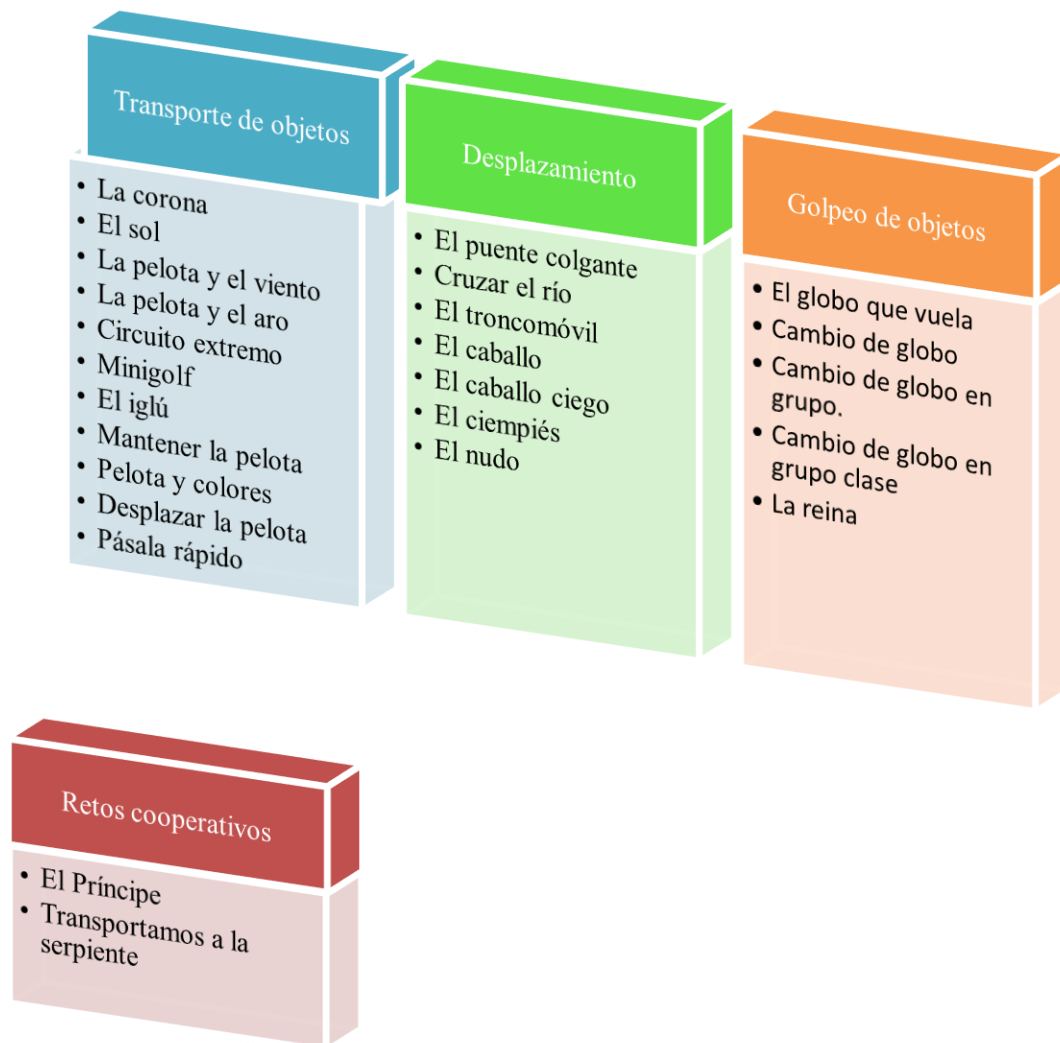 Transporte de objetos
• La corona
• El sol
• La pelota y el viento
• La pelota y el aro
• Circuito extremo
• Minigolf
• El iglú
• Mantener la pelota
• Pelota y colores
• Desplazar la pelota
• Pásala rápido
Desplazamiento
• El puente colgante
• Cruzar el río
• El troncomóvil
• El caballo
• El caballo ciego
• El ciempiés
• El nudo
Golpeo de objetos
• El globo que vuela
• Cambio de globo
• Cambio de globo en
grupo.
• Cambio de globo en
grupo clase
• La reina
Retos cooperativos
• El Príncipe
• Transportamos a la
serpiente